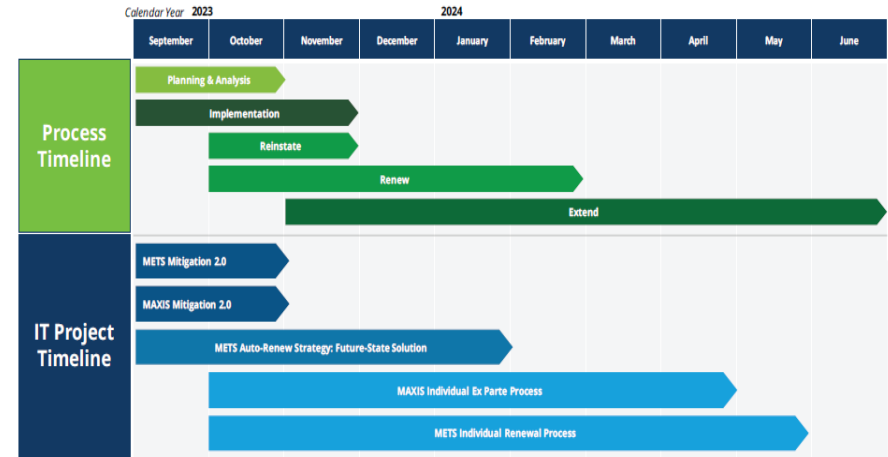 Calendar Year 2023 2024
September October November December January February March April May June
Process
Timeline
Planning & Analysis
Implementation
Reinstate
Renew
Extend
IT Project
Timeline
METS Mitigation 2.0
MAXIS Mitigation 2.0
METS Auto-Renew Strategy: Future-State Solution
MAXIS Individual Ex Parte Process
METS Individual Renewal Process